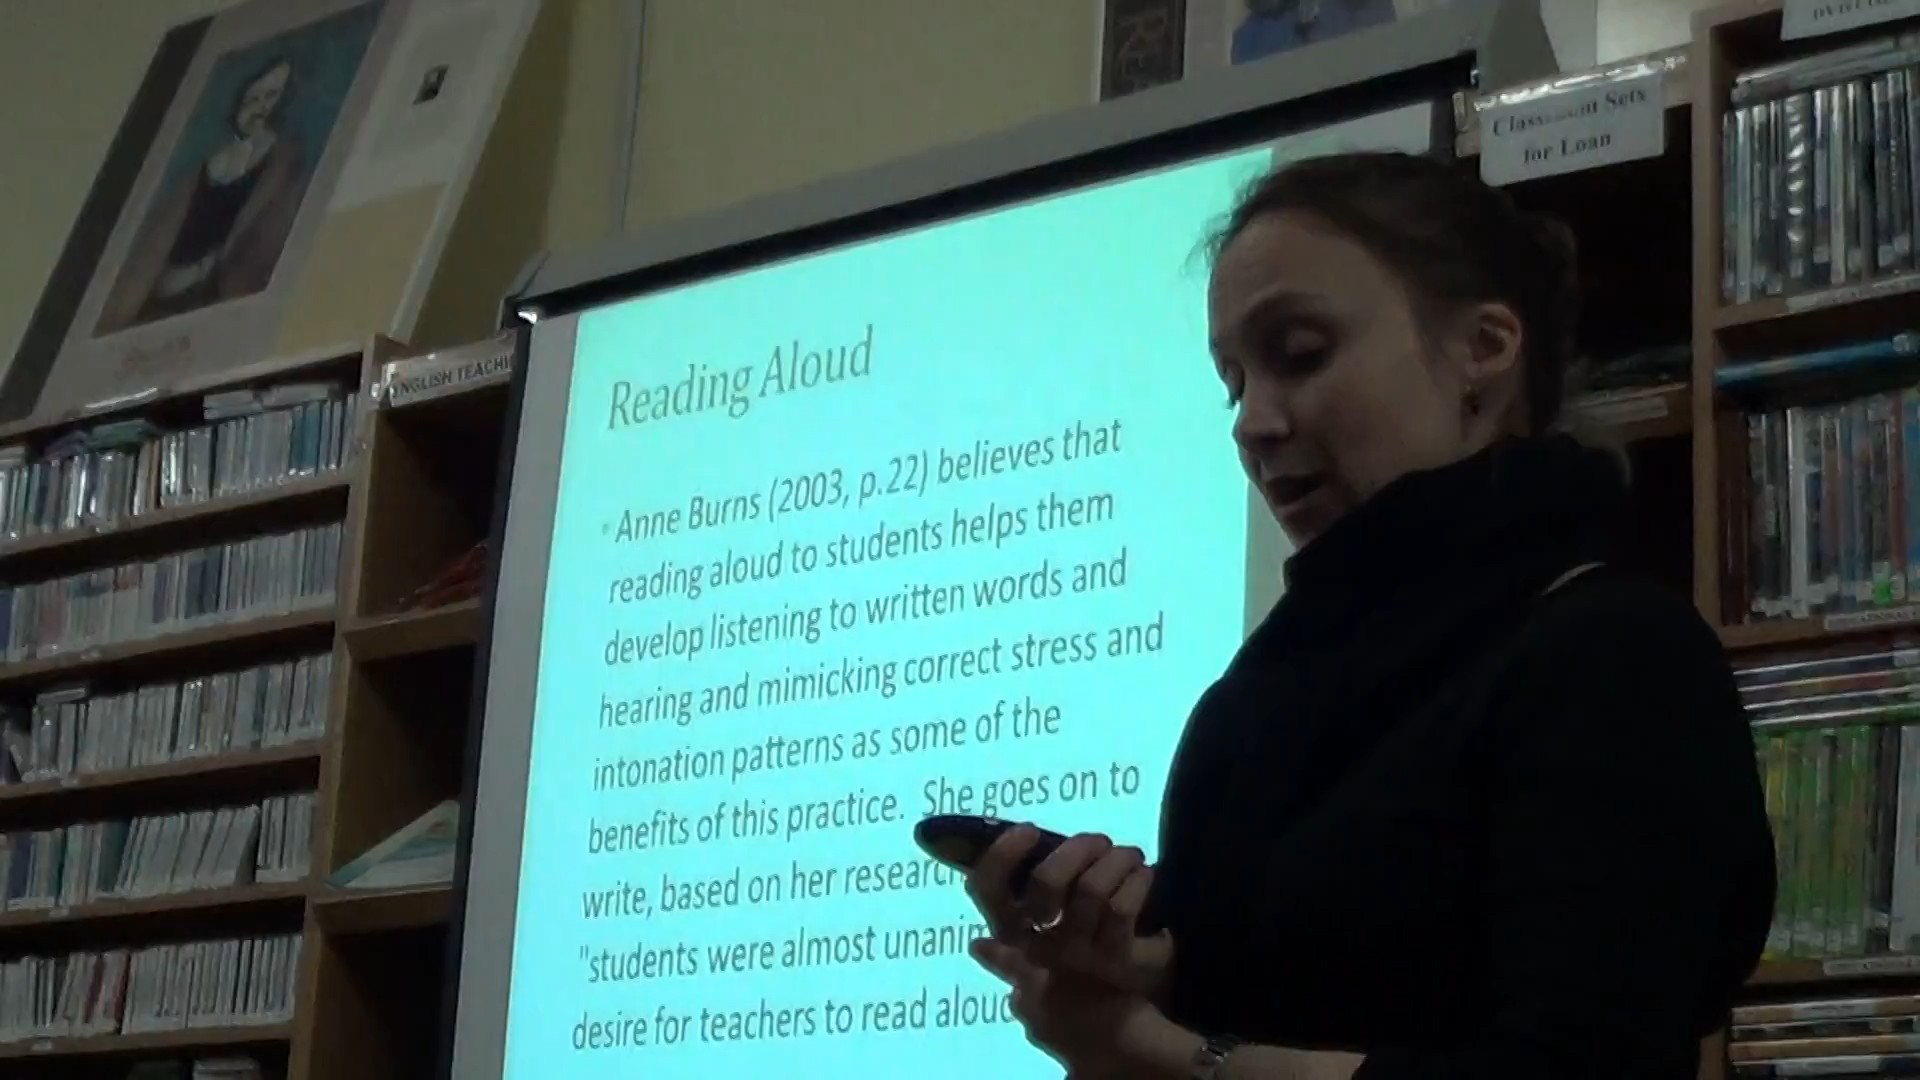 Reading Aloud
Anne Burns (2003, p.22) believes that
reading aloud to students helps them
develop listening to written words and
hearing and mimicking correct stress and
intonation patterns as some of the
benefits of this practice. She goes on to
write, based on her research
"students were almost unanim
desire for teachers to read aloud
ENGLISH TEACHI
Classroom Sets
for Loan